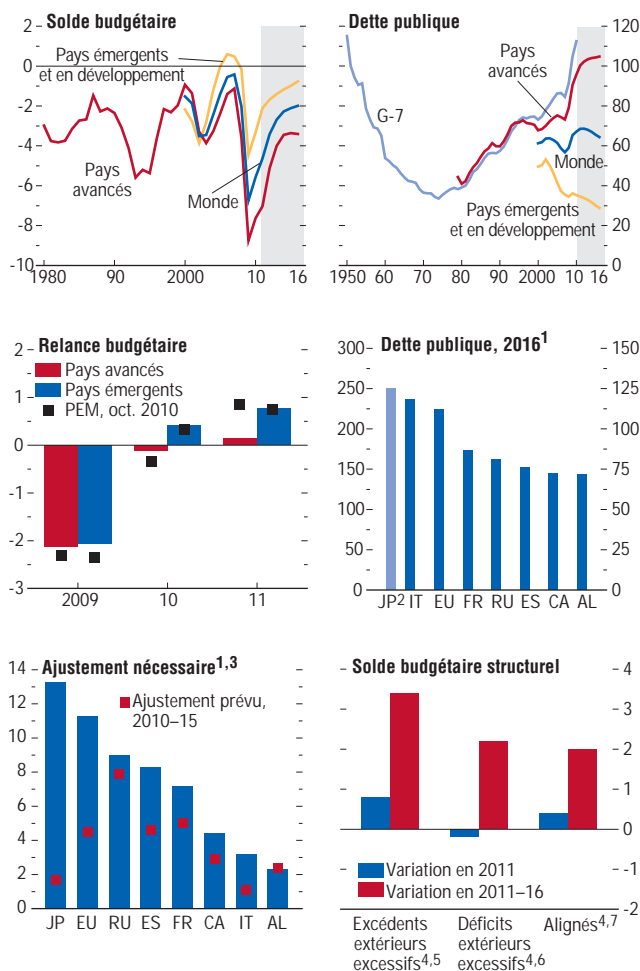 Solde budgétaire
2
0
-2
-4
-6
-8
-10
Pays émergents
et en développement
Pays
avancés
Monde
1980 90 2000 10 16
Dette publique
120
100
80
60
40
20
0
G-7
Pays
avancés
Monde
Pays émergents
et en développement
1950 60 70 80 90 2000 10 16
Relance budgétaire
2
1
0
-1
-2
-3
Pays avancés
Pays émergents
PEM, oct. 2010
2009 10 11
Dette publique, 2016¹
300
250
200
150
100
50
0
150
125
100
75
50
25
0
JP² IT EU FR RU ES CA AL
Ajustement nécessaire¹,³
14
12
10
8
6
4
2
0
Ajustement prévu,
2010–15
JP EU RU ES FR CA IT AL
Solde budgétaire structurel
4
3
2
1
0
-1
-2
Variation en 2011
Variation en 2011–16
Excédents
extérieurs
excessifs⁴,⁵
Déficits
extérieurs
excessifs⁴,⁶
Alignés⁴,⁷